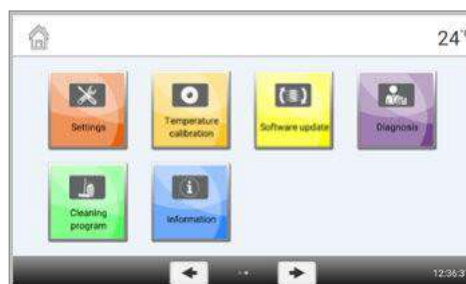 24°
Settings
Temperature
calibration
Software update
Diagnosis
Cleaning
program
Information
12:36:3